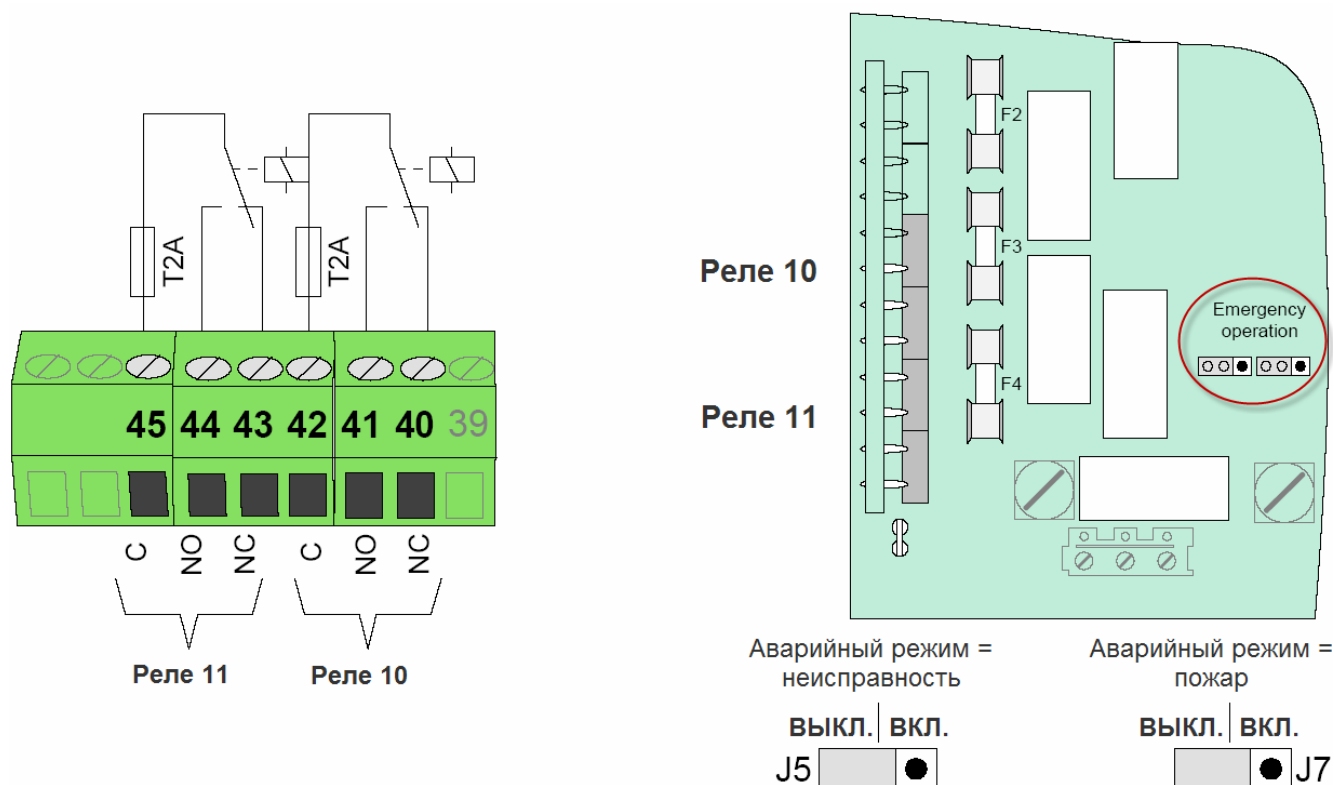 T2A
T2A
45 44 43 42 41 40 39
C NO NC C NO NC
Реле 11 Реле 10
F2
F3
F4
Реле 10
Реле 11
Emergency
operation
Аварийный режим =
неисправность
ВЫКЛ. ВКЛ.
J5
Аварийный режим =
пожар
ВЫКЛ. ВКЛ.
J7